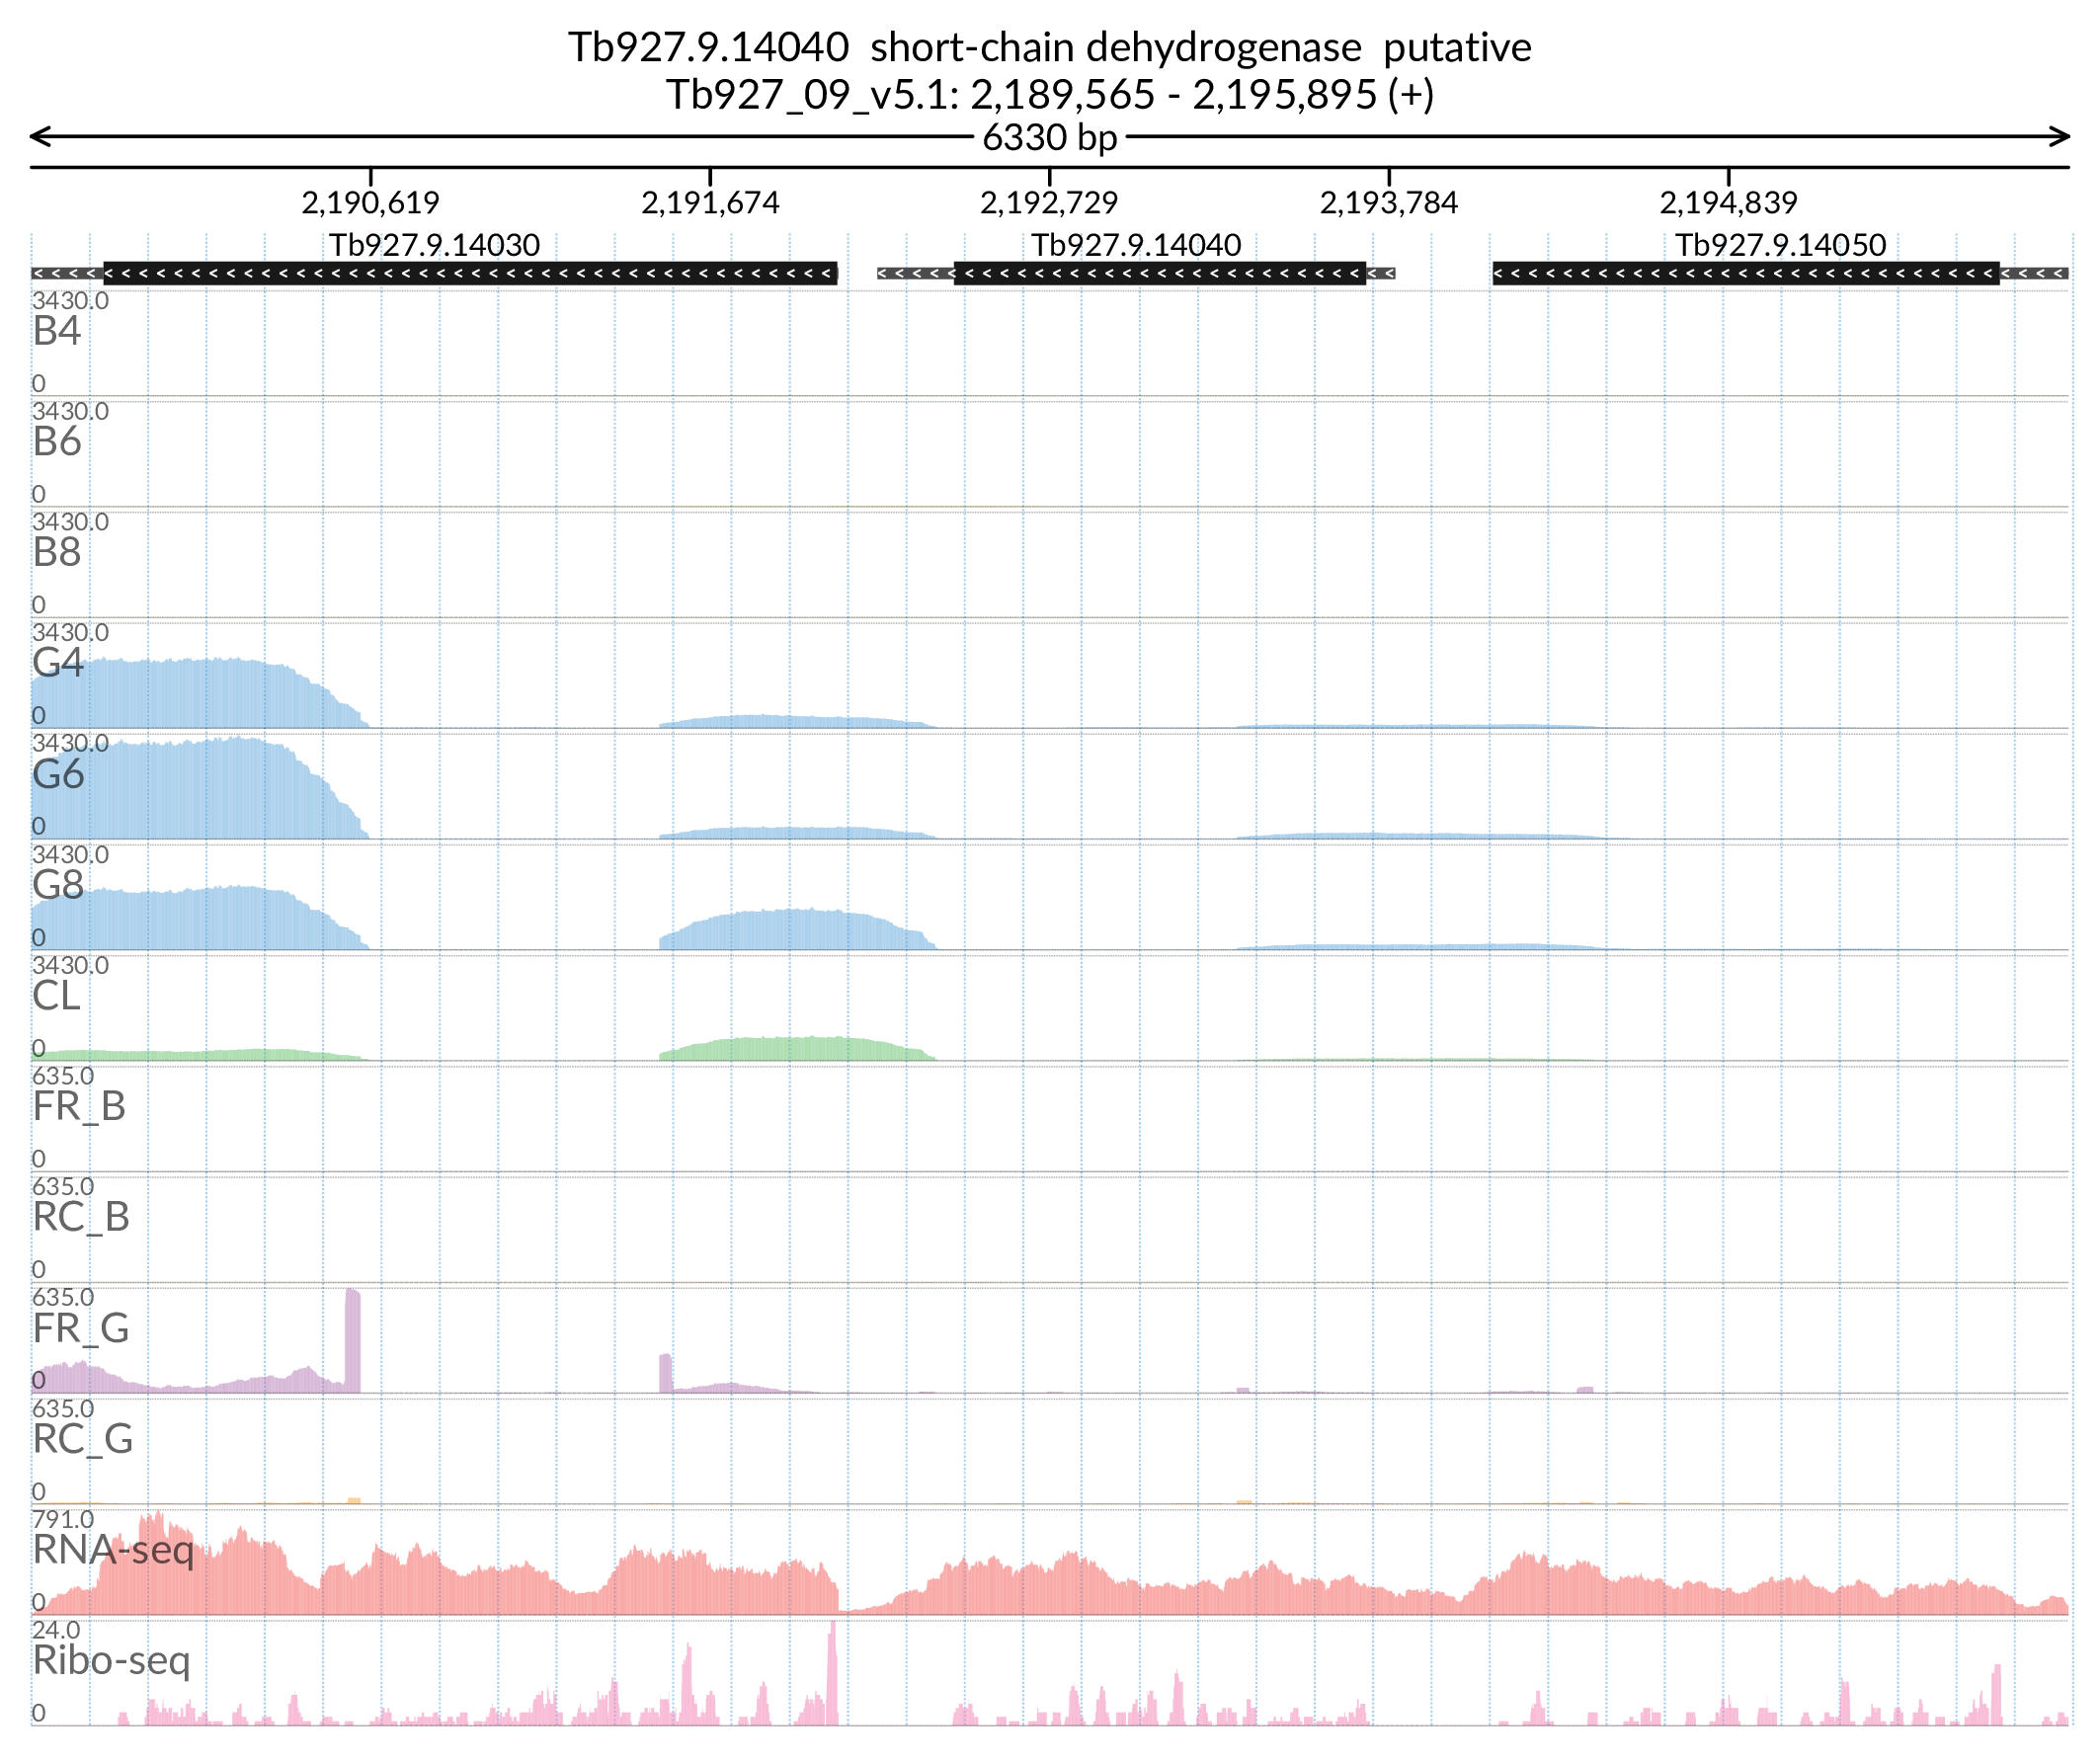 Tb927.9.14040 short-chain dehydrogenase putative
Tb927_09_v5.1: 2,189,565 - 2,195,895 (+)
6330 bp
2,190,619 2,191,674 2,192,729 2,193,784 2,194,839
Tb927.9.14030 Tb927.9.14040 Tb927.9.14050
3430.0
B4
0
3430.0
B6
0
3430.0
B8
0
3430.0
G4
0
3430.0
G6
0
3430.0
G8
0
3430.0
CL
0
635.0
FR_B
0
635.0
RC_B
0
635.0
FR_G
0
635.0
RC_G
0
791.0
RNA-seq
0
24.0
Ribo-seq
0